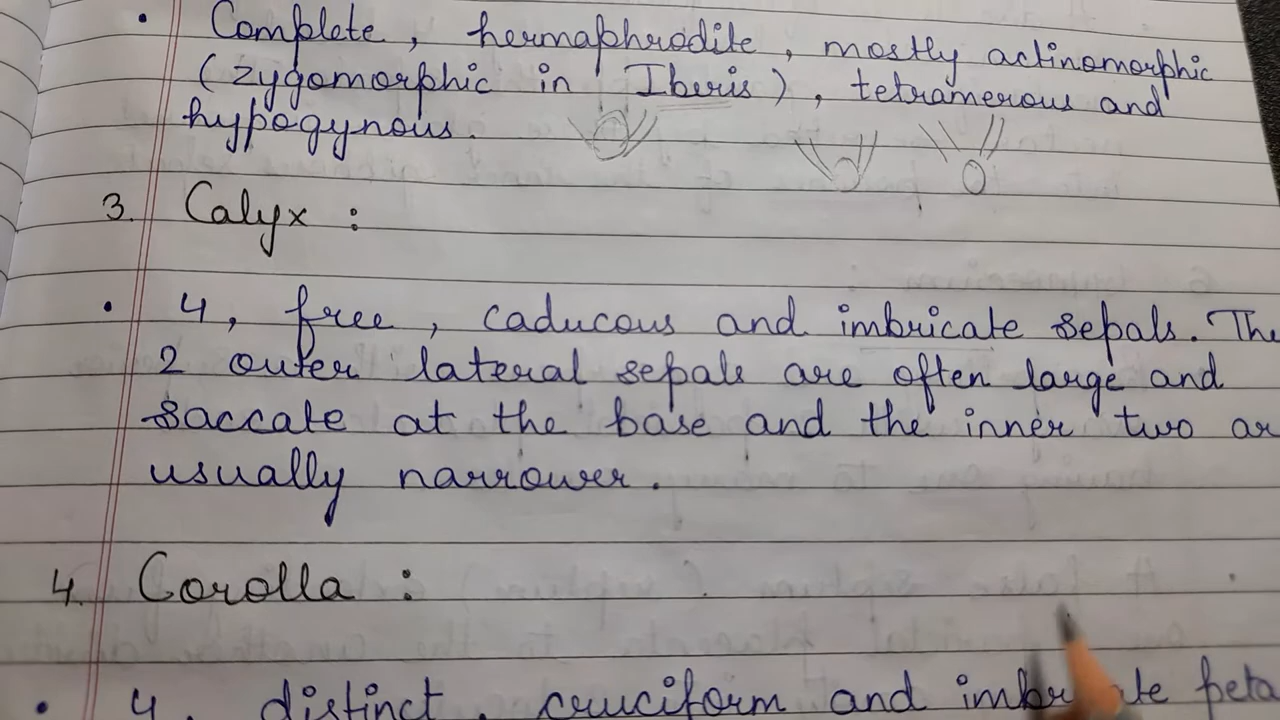 • Complete, hermaphrodite, mostly actinomorphic
(zygomorphic in Iberis), tetramerous and
hypogynous.
3. Calyx :
• 4, free, caducous and imbricate sepals. The
2 outer lateral sepals are often large and
saccate at the base and the inner two ar
usually narrower.
4. Corolla :
• 4, distinct, cruciform and peta